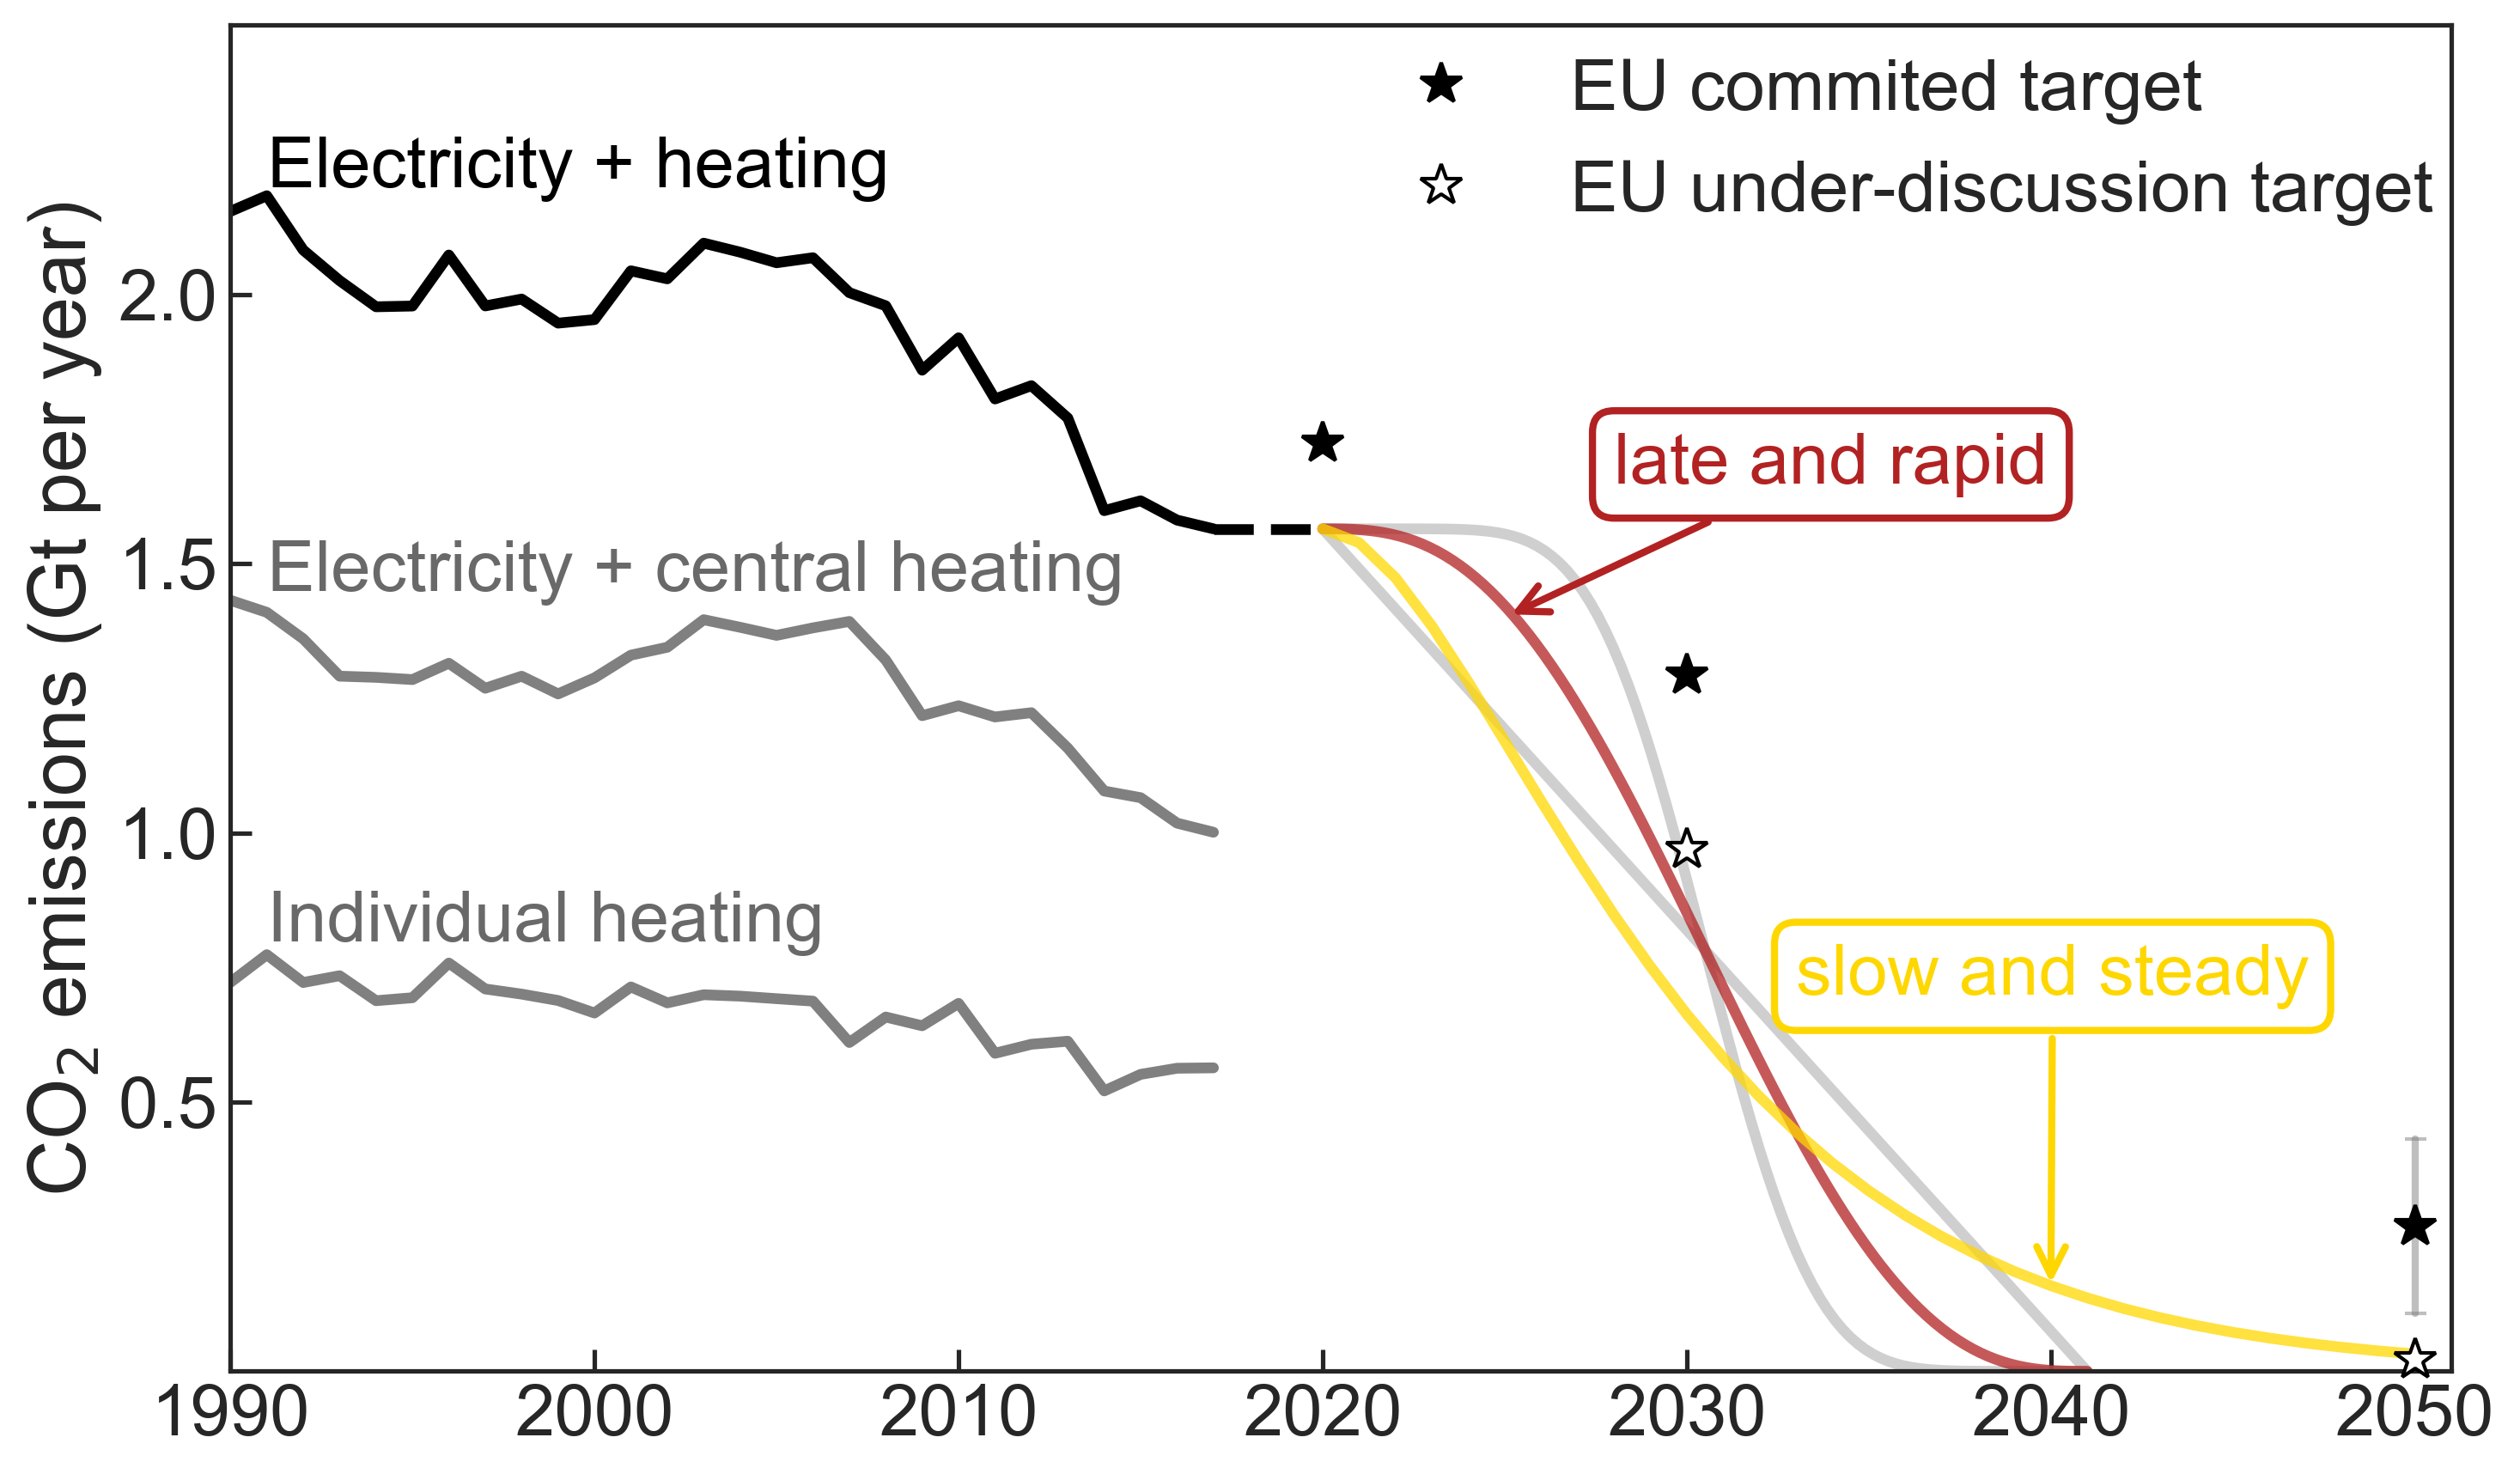 EU commited target
Electricity + heating
EU under-discussion target
2.0
late and rapid
1.5
Electricity + central heating
1.0
Individual heating
slow and steady
0.5
CO₂ emissions (Gt per year)
1990 2000 2010 2020 2030 2040 2050